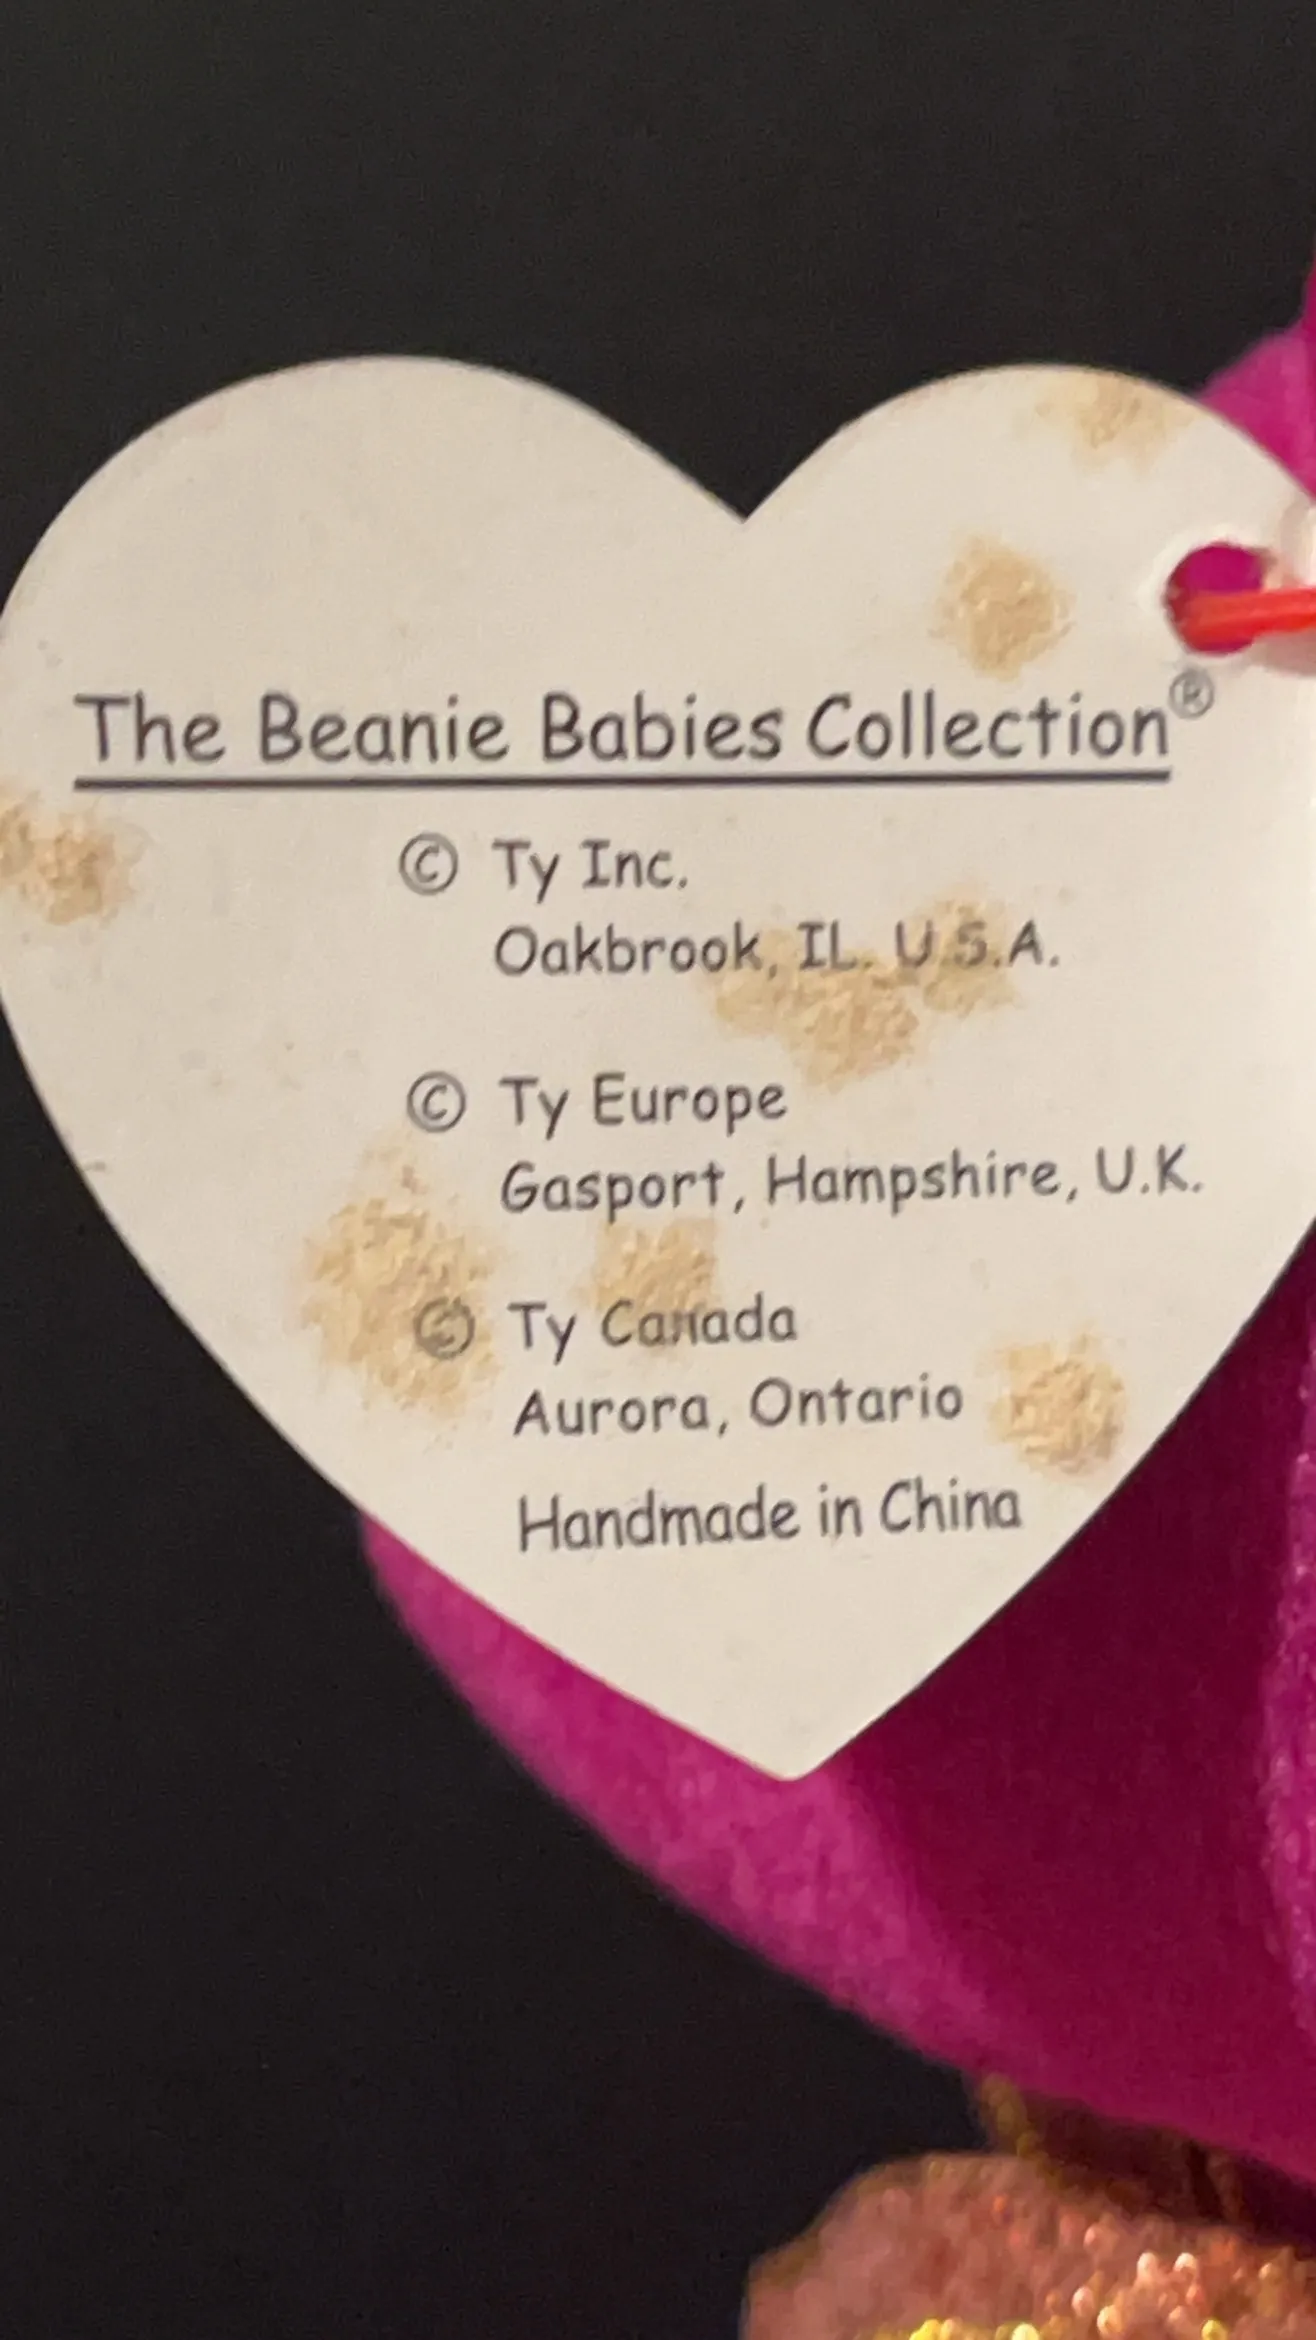 The Beanie Babies Collection®
© Ty Inc.
Oakbrook, IL. U.S.A.
© Ty Europe
Gasport, Hampshire, U.K.
© Ty Canada
Aurora, Ontario
Handmade in China